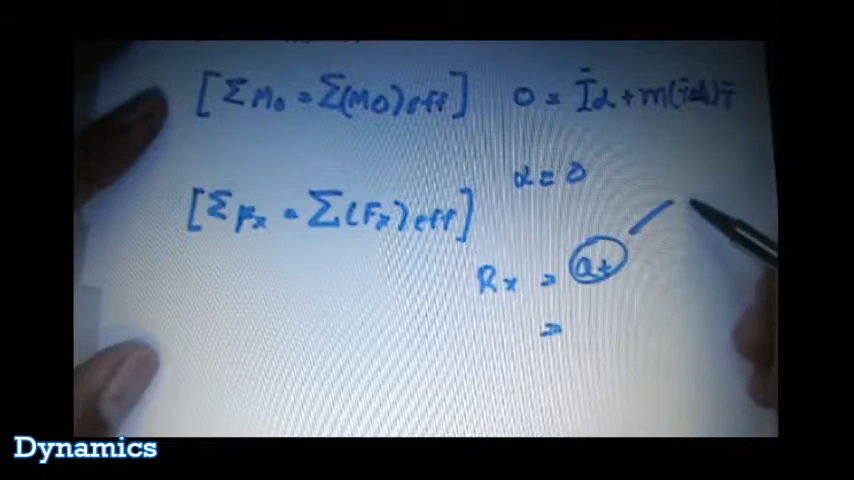 [ΣM₀ = Σ(M₀)eff] 0 = Īα + m(r̄α)r̄
α = 0
[ΣFx = Σ(Fx)eff]
Rx = at
=
Dynamics